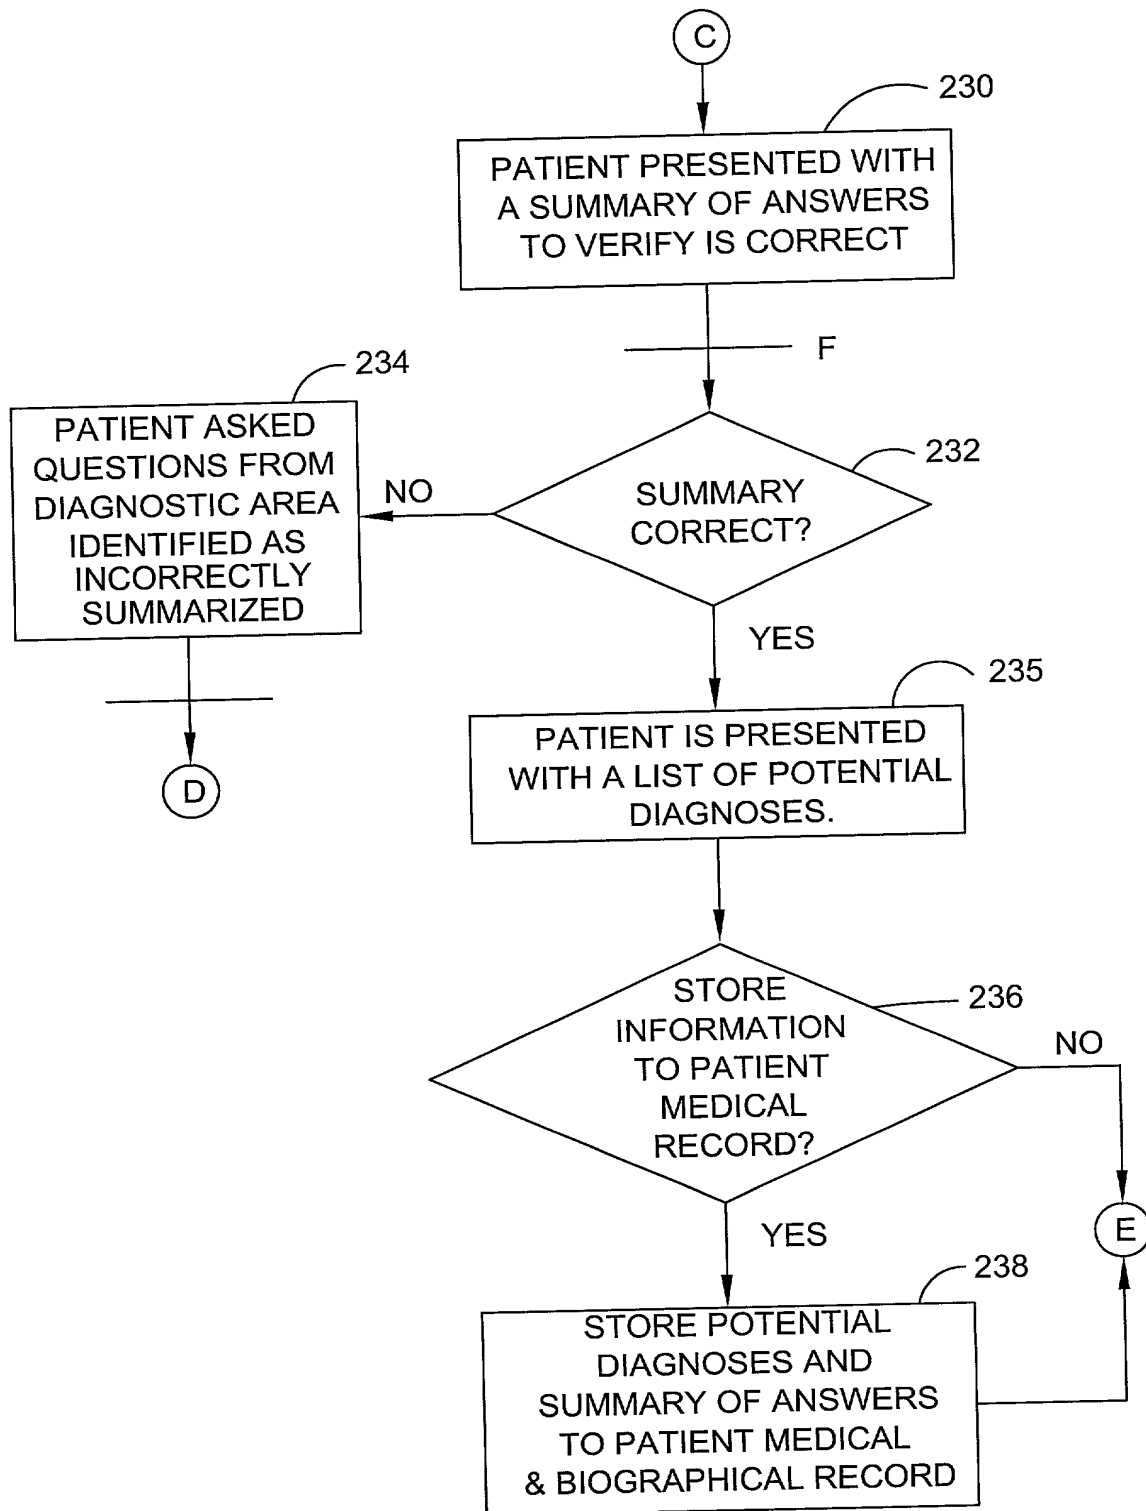 C
230
PATIENT PRESENTED WITH
A SUMMARY OF ANSWERS
TO VERIFY IS CORRECT
F
234
PATIENT ASKED
QUESTIONS FROM
DIAGNOSTIC AREA
IDENTIFIED AS
INCORRECTLY
SUMMARIZED
NO
232
SUMMARY
CORRECT?
YES
D
235
PATIENT IS PRESENTED
WITH A LIST OF POTENTIAL
DIAGNOSES.
236
STORE
INFORMATION
TO PATIENT
MEDICAL
RECORD?
NO
YES
E
238
STORE POTENTIAL
DIAGNOSES AND
SUMMARY OF ANSWERS
TO PATIENT MEDICAL
& BIOGRAPHICAL RECORD